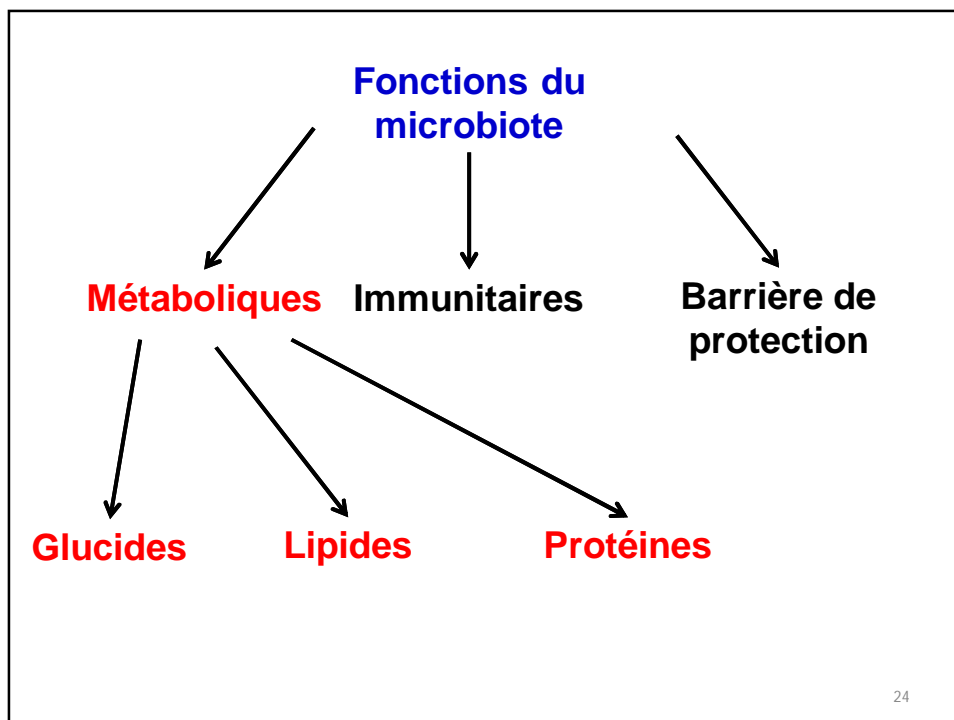 Fonctions du
microbiote
Métaboliques
Immunitaires
Barrière de
protection
Glucides
Lipides
Protéines
24